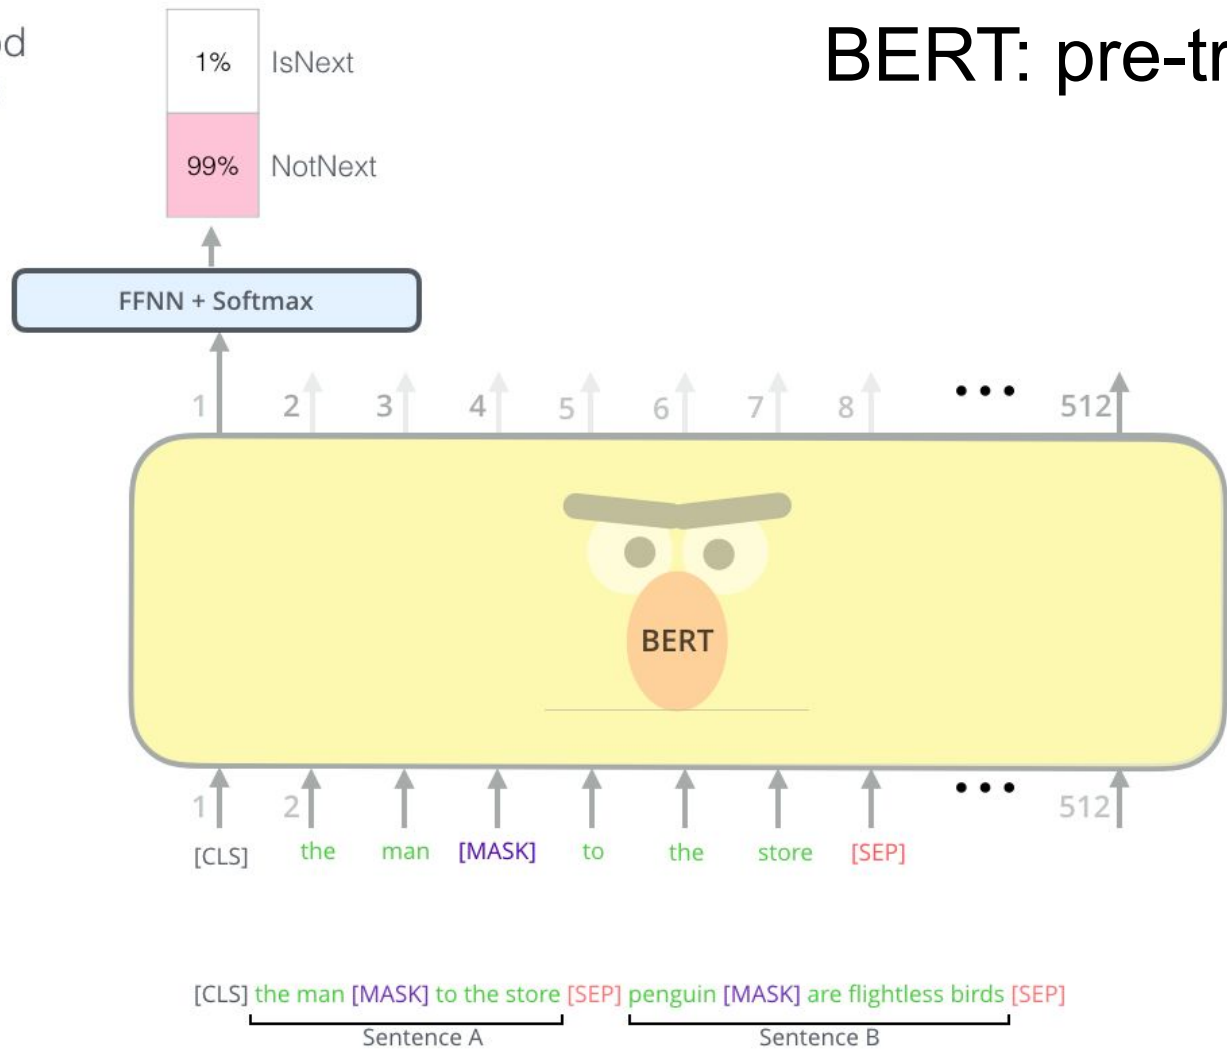 BERT: pre-tr
1% IsNext
99% NotNext
FFNN + Softmax
1 2 3 4 5 6 7 8 ••• 512
BERT
1 2 ••• 512
[CLS] the man [MASK] to the store [SEP]
[CLS] the man [MASK] to the store [SEP] penguin [MASK] are flightless birds [SEP]
Sentence A Sentence B